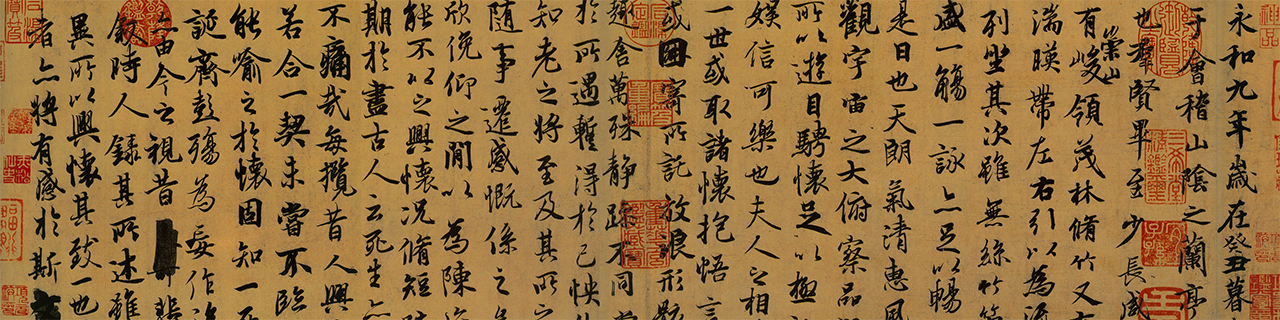 永和九年歲在癸丑暮
于會稽山陰之蘭亭
也群賢畢至少長咸
有崇山峻領茂林脩竹又有
湍暎帶左右引以為流
列坐其次雖無絲竹管
盛一觴一詠亦足以暢
是日也天朗氣清惠風
觀宇宙之大俯察品
所以遊目騁懷足以極
娛信可樂也夫人之相
一世或取諸懷抱悟言
或因寄所託放浪形骸
趣舍萬殊靜躁不同當
於所遇暫得於己怏
知老之將至及其所之
隨事遷感慨係之
欣俛仰之閒以為陳
能不以之興懷況脩短
期於盡古人云死生亦
不痛哉每攬昔人興
若合一契未嘗不臨
能喻之於懷固知一死
誕齊彭殤為妄作
由今之視昔悲
敘時人錄其所述雖
異所以興懷其致一也
者亦將有感於斯